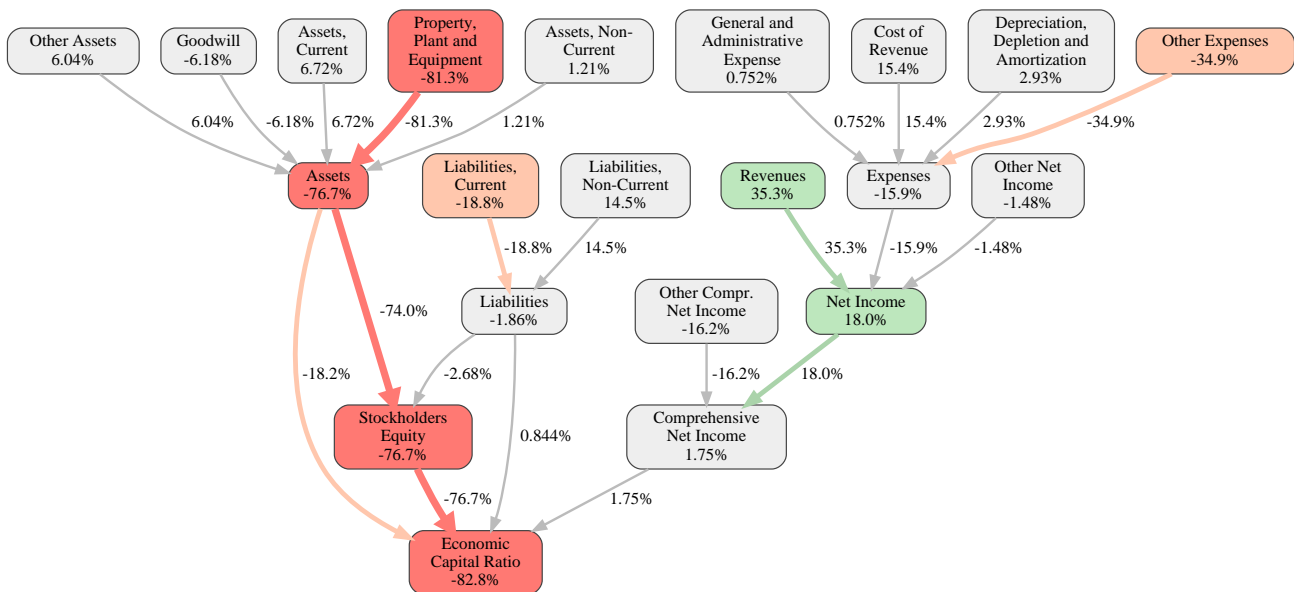 Other Assets
6.04%
Goodwill
-6.18%
Assets,
Current
6.72%
Property,
Plant and
Equipment
-81.3%
Assets, Non-
Current
1.21%
General and
Administrative
Expense
0.752%
Cost of
Revenue
15.4%
Depreciation,
Depletion and
Amortization
2.93%
Other Expenses
-34.9%
6.04%
-6.18%
6.72%
-81.3%
1.21%
0.752%
15.4%
2.93%
-34.9%
Assets
-76.7%
Liabilities,
Current
-18.8%
Liabilities,
Non-Current
14.5%
Revenues
35.3%
Expenses
-15.9%
Other Net
Income
-1.48%
-18.8%
14.5%
35.3%
-15.9%
-1.48%
-74.0%
Liabilities
-1.86%
Other Compr.
Net Income
-16.2%
Net Income
18.0%
-18.2%
-2.68%
-16.2%
18.0%
Stockholders
Equity
-76.7%
0.844%
Comprehensive
Net Income
1.75%
-76.7%
1.75%
Economic
Capital Ratio
-82.8%